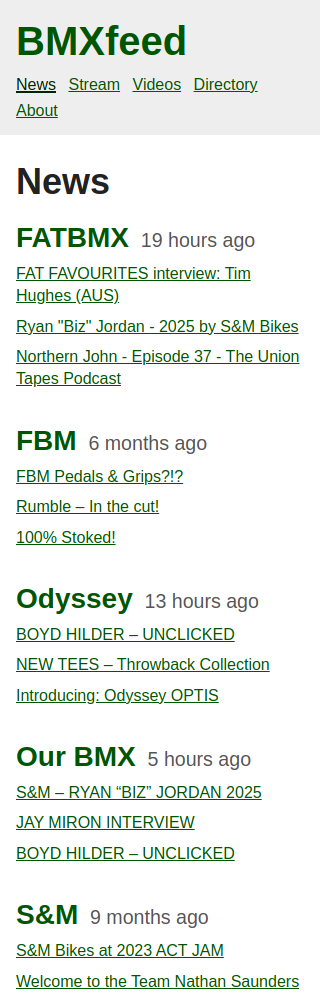 BMXfeed
News Stream Videos Directory
About
News
FATBMX 19 hours ago
FAT FAVOURITES interview: Tim
Hughes (AUS)
Ryan "Biz" Jordan - 2025 by S&M Bikes
Northern John - Episode 37 - The Union
Tapes Podcast
FBM 6 months ago
FBM Pedals & Grips?!?
Rumble – In the cut!
100% Stoked!
Odyssey 13 hours ago
BOYD HILDER – UNCLICKED
NEW TEES – Throwback Collection
Introducing: Odyssey OPTIS
Our BMX 5 hours ago
S&M – RYAN “BIZ” JORDAN 2025
JAY MIRON INTERVIEW
BOYD HILDER – UNCLICKED
S&M 9 months ago
S&M Bikes at 2023 ACT JAM
Welcome to the Team Nathan Saunders